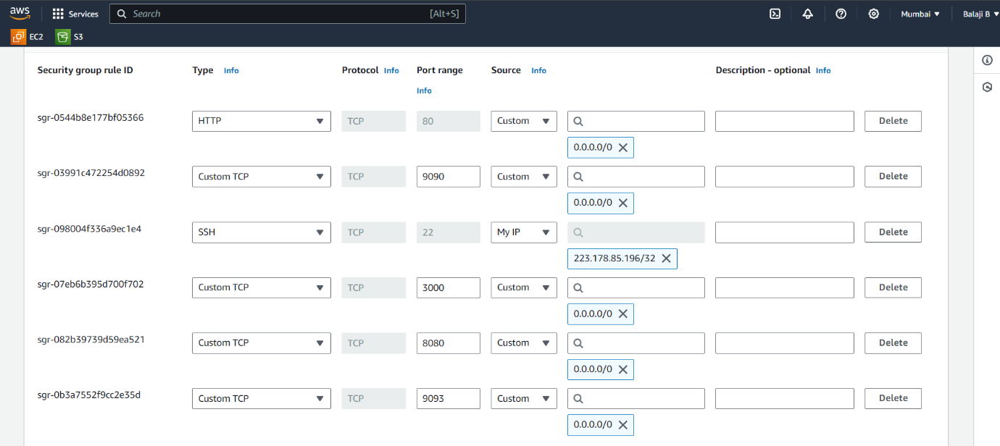 aws Services Search [Alt+S] Mumbai Balaji B
EC2 S3
Security group rule ID Type Info Protocol Info Port range Source Info Description - optional Info
Info
sgr-0544b8e177bf05366 HTTP TCP 80 Custom Delete
0.0.0.0/0
sgr-03991c472254d0892 Custom TCP TCP 9090 Custom Delete
0.0.0.0/0
sgr-098004f336a9ec1e4 SSH TCP 22 My IP Delete
223.178.85.196/32
sgr-07eb6b395d700f702 Custom TCP TCP 3000 Custom Delete
0.0.0.0/0
sgr-082b39739d59ea521 Custom TCP TCP 8080 Custom Delete
0.0.0.0/0
sgr-0b3a7552f9cc2e35d Custom TCP TCP 9093 Custom Delete
0.0.0.0/0